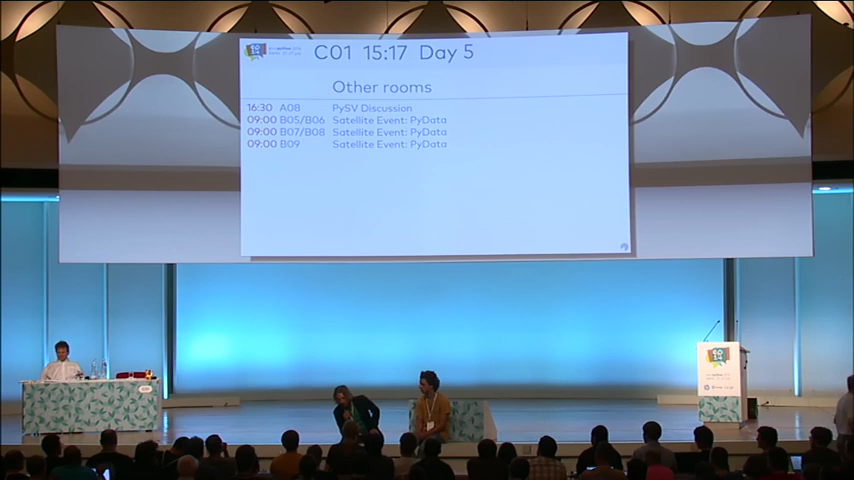 C01 15:17 Day 5
Other rooms
16:30 A08 PySV Discussion
09:00 B05/B06 Satellite Event: PyData
09:00 B07/B08 Satellite Event: PyData
09:00 B09 Satellite Event: PyData